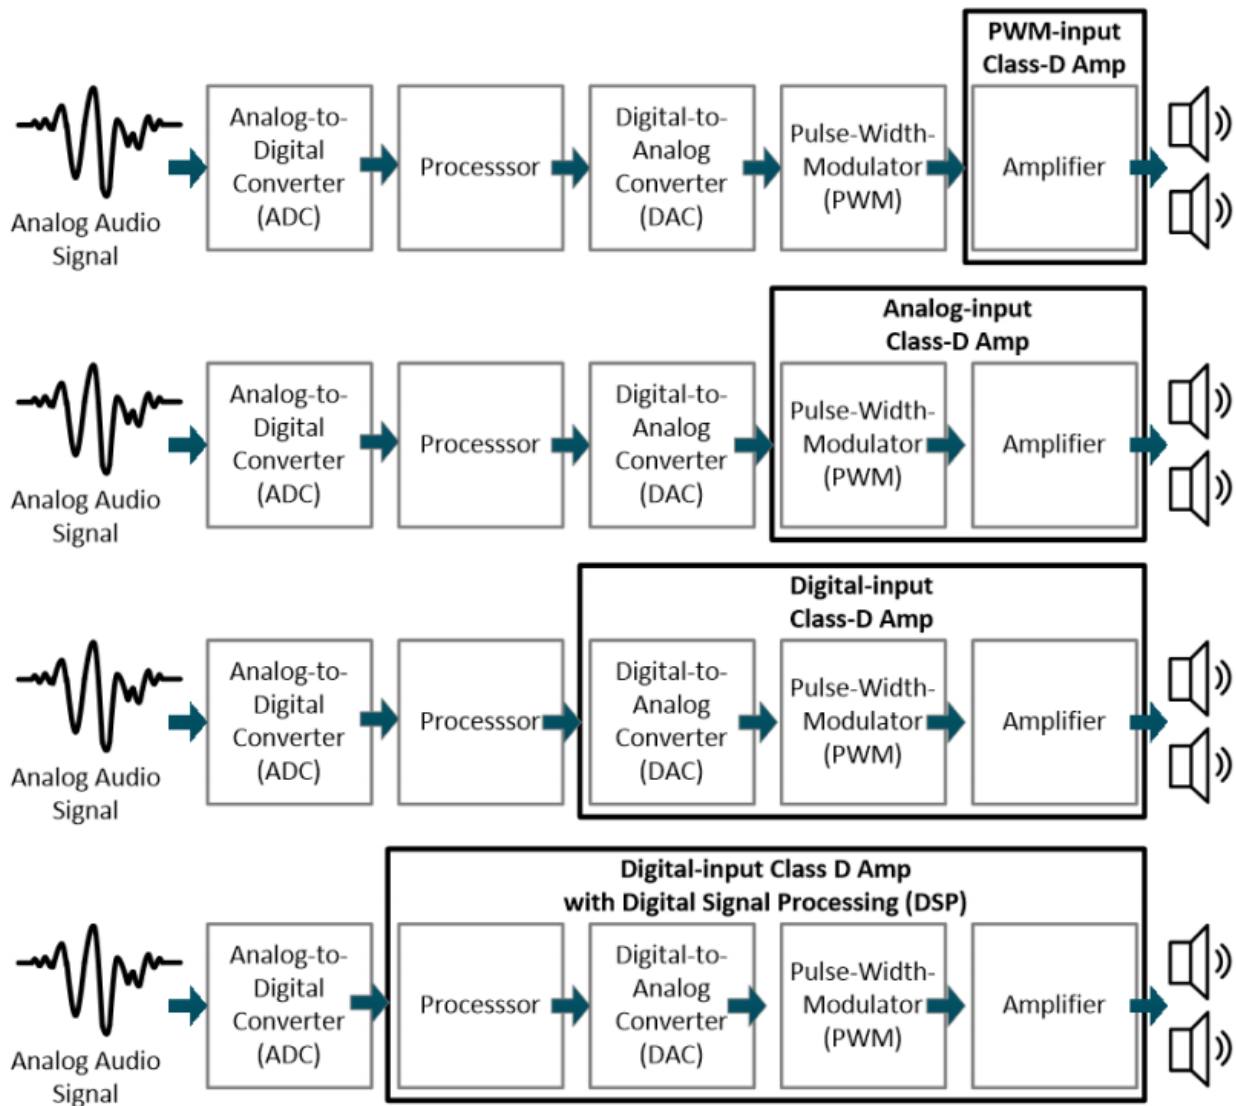 PWM-input
Class-D Amp
Analog Audio
Signal
Analog-to-
Digital
Converter
(ADC)
Processsor
Digital-to-
Analog
Converter
(DAC)
Pulse-Width-
Modulator
(PWM)
Amplifier
Analog-input
Class-D Amp
Analog Audio
Signal
Analog-to-
Digital
Converter
(ADC)
Processsor
Digital-to-
Analog
Converter
(DAC)
Pulse-Width-
Modulator
(PWM)
Amplifier
Digital-input
Class-D Amp
Analog Audio
Signal
Analog-to-
Digital
Converter
(ADC)
Processsor
Digital-to-
Analog
Converter
(DAC)
Pulse-Width-
Modulator
(PWM)
Amplifier
Digital-input Class D Amp
with Digital Signal Processing (DSP)
Analog Audio
Signal
Analog-to-
Digital
Converter
(ADC)
Processsor
Digital-to-
Analog
Converter
(DAC)
Pulse-Width-
Modulator
(PWM)
Amplifier